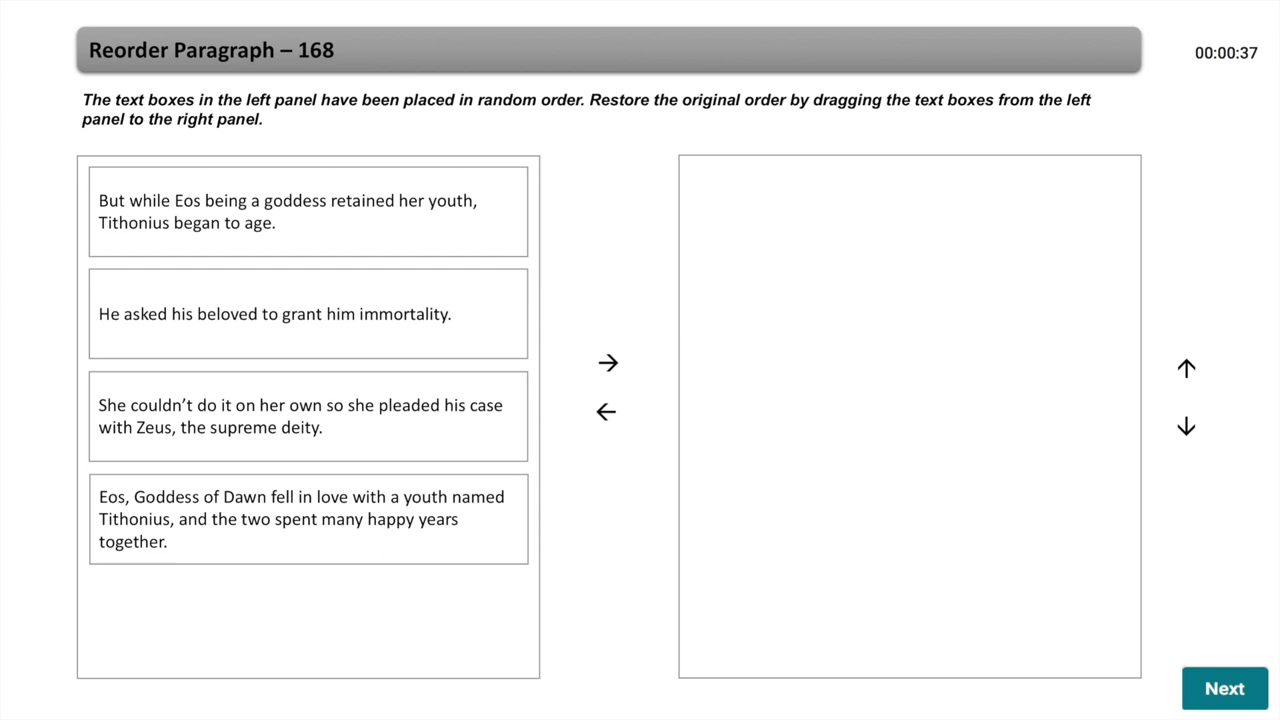 Reorder Paragraph – 168
00:00:37
The text boxes in the left panel have been placed in random order. Restore the original order by dragging the text boxes from the left
panel to the right panel.
But while Eos being a goddess retained her youth,
Tithonius began to age.
He asked his beloved to grant him immortality.
She couldn’t do it on her own so she pleaded his case
with Zeus, the supreme deity.
Eos, Goddess of Dawn fell in love with a youth named
Tithonius, and the two spent many happy years
together.
Next